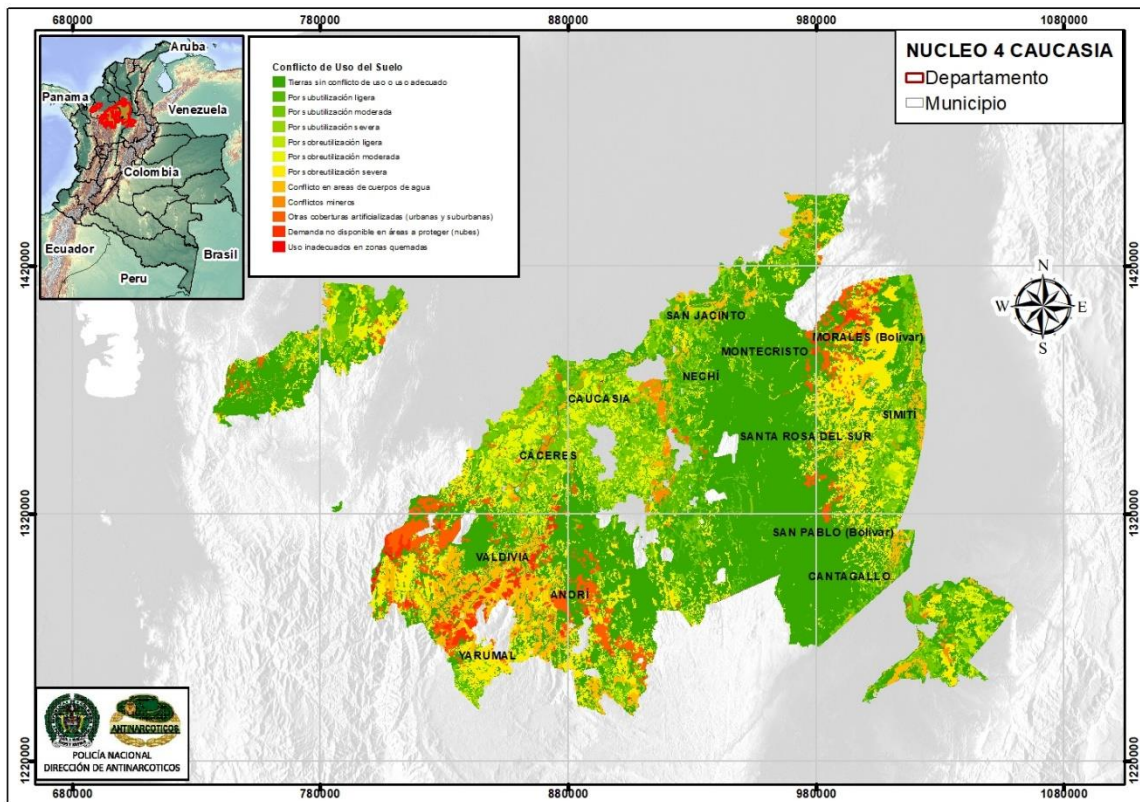 680000 780000 880000 980000 1080000
Aruba
Panama
Venezuela
Colombia
Ecuador
Brasil
Peru
Conflicto de Uso del Suelo
Tierras sin conflicto de uso o uso adecuado
Por subutilización ligera
Por subutilización moderada
Por subutilización severa
Por sobreutilización ligera
Por sobreutilización moderada
Por sobreutilización severa
Conflicto en areas de cuerpos de agua
Conflictos mineros
Otras coberturas artificializadas (urbanas y suburbanas)
Demanda no disponible en áreas a proteger (nubes)
Uso inadecuados en zonas quemadas
NUCLEO 4 CAUCASIA
Departamento
Municipio
1420000 1420000
N
W E
S
SAN JACINTO
MORALES (Bolívar)
MONTECRISTO
NECHÍ
CAUCASIA
SIMITÍ
SANTA ROSA DEL SUR
CÁCERES
1320000 1320000
SAN PABLO (Bolívar)
VALDIVIA
CANTAGALLO
ANORÍ
YARUMAL
ANTINARCOTICOS
POLICÍA NACIONAL
DIRECCIÓN DE ANTINARCOTICOS
1220000 1220000
680000 780000 880000 980000 1080000